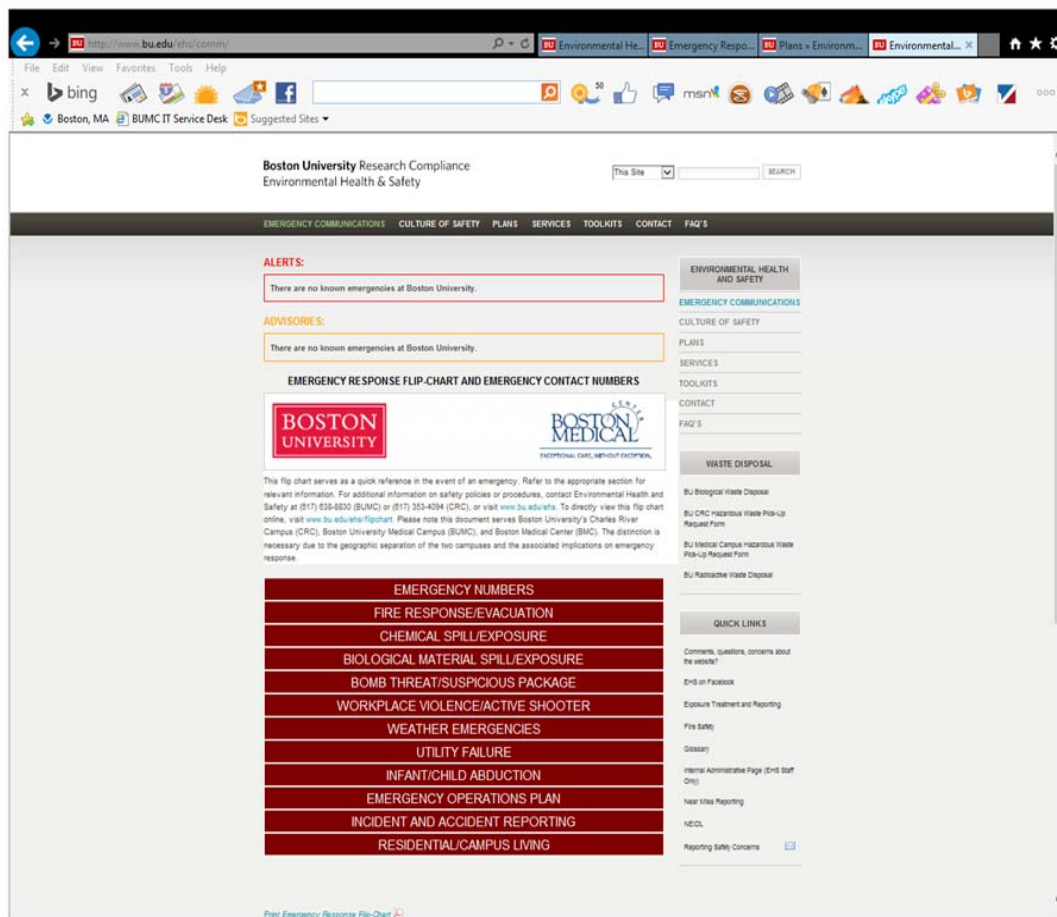 http://www.bu.edu/ehs/comm/
BU Environmental He...
BU Emergency Respo...
BU Plans » Environm...
BU Environmental...
File Edit View Favorites Tools Help
bing
50
msn
Boston, MA BUMC IT Service Desk Suggested Sites
Boston University Research Compliance
Environmental Health & Safety
This Site
SEARCH
EMERGENCY COMMUNICATIONS CULTURE OF SAFETY PLANS SERVICES TOOLKITS CONTACT FAQ'S
ALERTS:
There are no known emergencies at Boston University.
ADVISORIES:
There are no known emergencies at Boston University.
EMERGENCY RESPONSE FLIP-CHART AND EMERGENCY CONTACT NUMBERS
BOSTON
UNIVERSITY
BOSTON
MEDICAL
CENTER
EXCEPTIONAL CARE, WITHOUT EXCEPTION.
This flip chart serves as a quick reference in the event of an emergency. Refer to the appropriate section for
relevant information. For additional information on safety policies or procedures, contact Environmental Health and
Safety at (617) 638-8830 (BUMC) or (617) 353-4094 (CRC), or visit www.bu.edu/ehs. To directly view this flip chart
online, visit www.bu.edu/ehs/flipchart. Please note this document serves Boston University's Charles River
Campus (CRC), Boston University Medical Campus (BUMC), and Boston Medical Center (BMC). The distinction is
necessary due to the geographic separation of the two campuses and the associated implications on emergency
response.
EMERGENCY NUMBERS
FIRE RESPONSE/EVACUATION
CHEMICAL SPILL/EXPOSURE
BIOLOGICAL MATERIAL SPILL/EXPOSURE
BOMB THREAT/SUSPICIOUS PACKAGE
WORKPLACE VIOLENCE/ACTIVE SHOOTER
WEATHER EMERGENCIES
UTILITY FAILURE
INFANT/CHILD ABDUCTION
EMERGENCY OPERATIONS PLAN
INCIDENT AND ACCIDENT REPORTING
RESIDENTIAL/CAMPUS LIVING
Print Emergency Response Flip-Chart
ENVIRONMENTAL HEALTH
AND SAFETY
EMERGENCY COMMUNICATIONS
CULTURE OF SAFETY
PLANS
SERVICES
TOOLKITS
CONTACT
FAQ'S
WASTE DISPOSAL
BU Biological Waste Disposal
BU CRC Hazardous Waste Pick-Up
Request Form
BU Medical Campus Hazardous Waste
Pick-Up Request Form
BU Radioactive Waste Disposal
QUICK LINKS
Comments, questions, concerns about
the website?
EHS on Facebook
Exposure Treatment and Reporting
Fire Safety
Glossary
Internal Administrative Page (EHS Staff
Only)
Near Miss Reporting
NEIDL
Reporting Safety Concerns